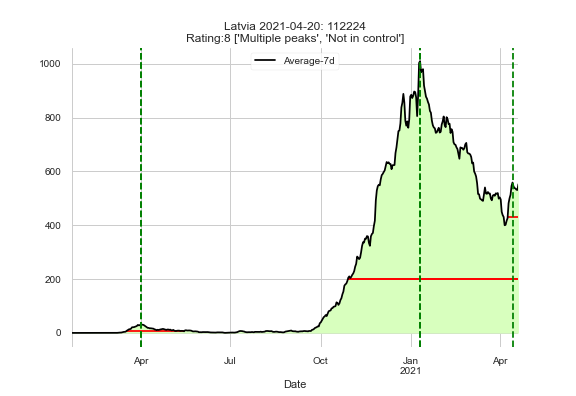 Latvia 2021-04-20: 112224
Rating:8 ['Multiple peaks', 'Not in control']
Average-7d
1000
800
600
400
200
0
Apr
Jul
Oct
Jan
2021
Apr
Date